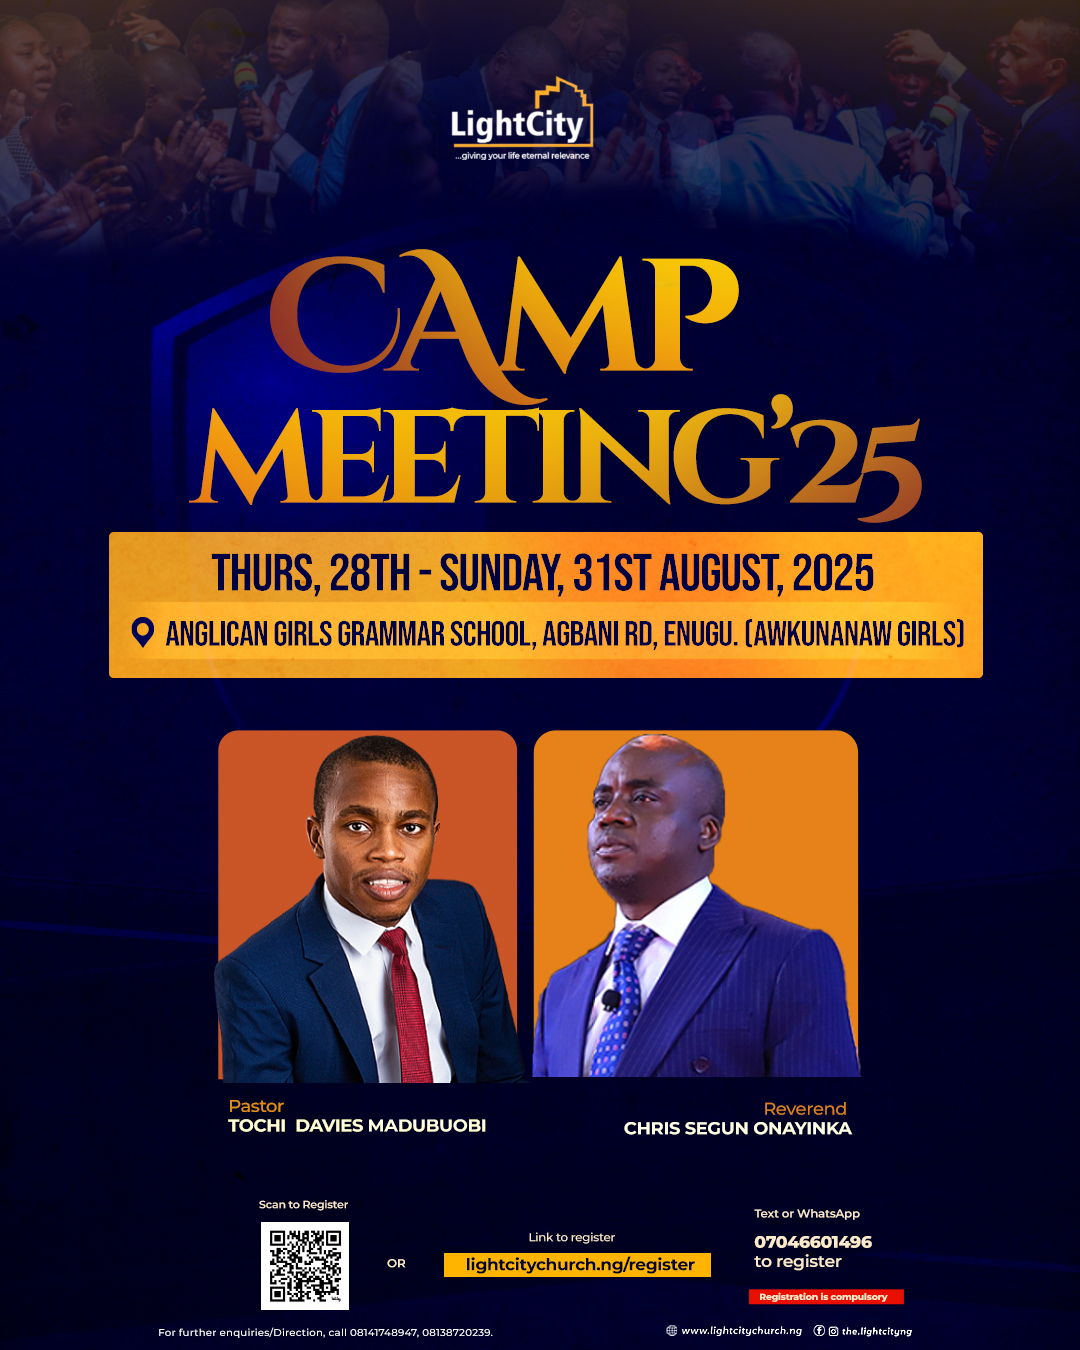 LightCity
...giving your life eternal relevance
CAMP
MEETING'25
THURS, 28TH - SUNDAY, 31ST AUGUST, 2025
ANGLICAN GIRLS GRAMMAR SCHOOL, AGBANI RD, ENUGU. (AWKUNANAW GIRLS)
Pastor
TOCHI DAVIES MADUBUOBI
Reverend
CHRIS SEGUN ONAYINKA
Scan to Register
OR
Link to register
lightcitychurch.ng/register
Text or WhatsApp
07046601496
to register
Registration is compulsory
For further enquiries/Direction, call 08141748947, 08138720239.
www.lightcitychurch.ng
the.lightcityng